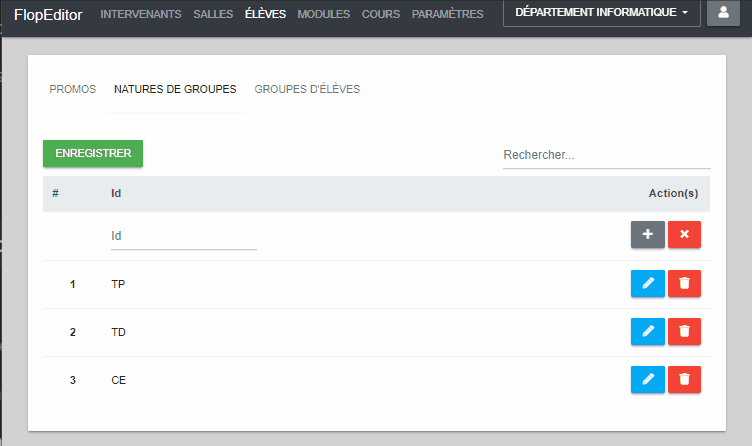 FlopEditor INTERVENANTS SALLES ÉLÈVES MODULES COURS PARAMÈTRES DÉPARTEMENT INFORMATIQUE
PROMOS NATURES DE GROUPES GROUPES D'ÉLÈVES
ENREGISTRER Rechercher...
# Id Action(s)
Id
1 TP
2 TD
3 CE